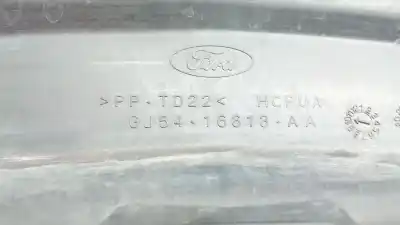 Ford
>PP-TD22< HCPUX
GJ54-16613-AA